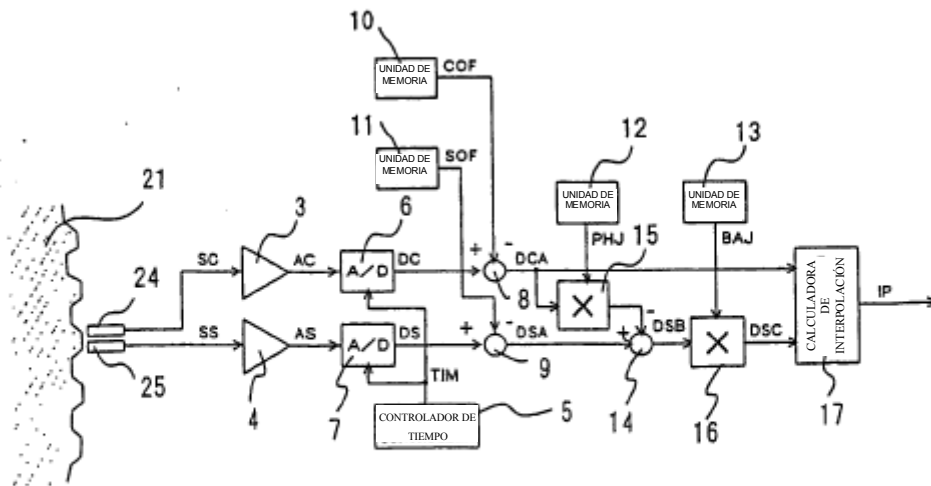 10
UNIDAD DE
MEMORIA
COF
11
UNIDAD DE
MEMORIA
SOF
12
UNIDAD DE
MEMORIA
PHJ
13
UNIDAD DE
MEMORIA
BAJ
21
24
25
SC
3
AC
6
A/D
DC
+
-
8
DCA
15
×
-
SS
4
AS
7
A/D
DS
TIM
+
-
9
DSA
+
14
DSB
×
16
DSC
CALCULADORA
DE
INTERPOLACIÓN
17
IP
CONTROLADOR DE
TIEMPO
5